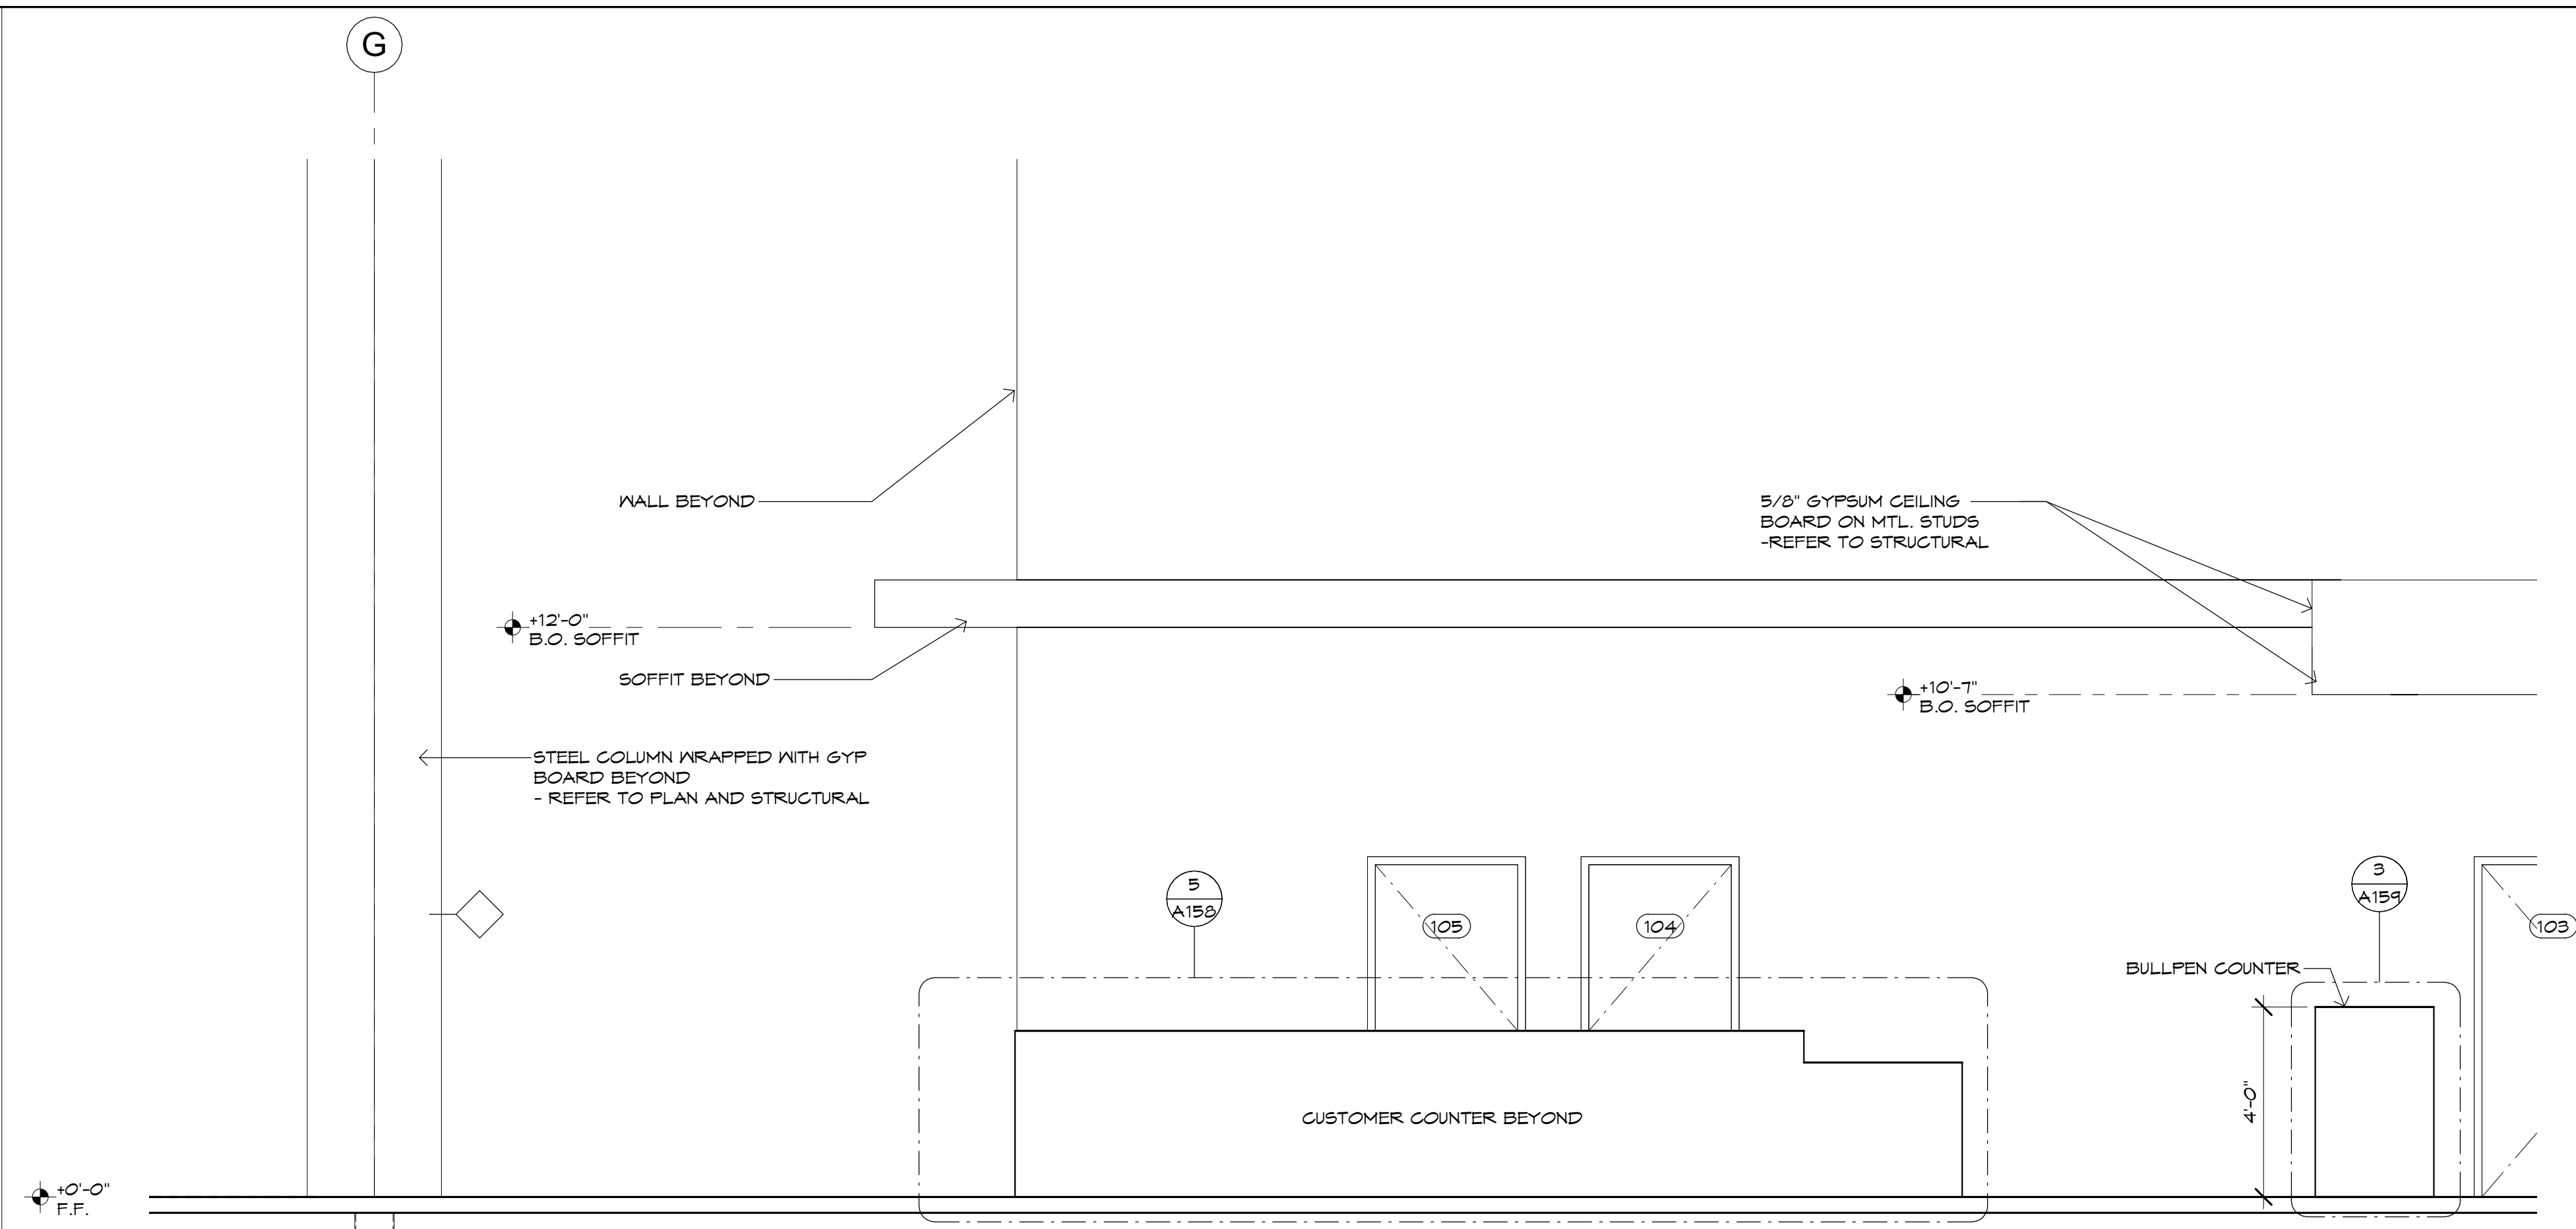 G
WALL BEYOND
5/8" GYPSUM CEILING
BOARD ON MTL. STUDS
-REFER TO STRUCTURAL
+12'-0"
B.O. SOFFIT
SOFFIT BEYOND
+10'-7"
B.O. SOFFIT
STEEL COLUMN WRAPPED WITH GYP
BOARD BEYOND
- REFER TO PLAN AND STRUCTURAL
5
A158
105
104
3
A159
103
BULLPEN COUNTER
4'-0"
CUSTOMER COUNTER BEYOND
+0'-0"
F.F.